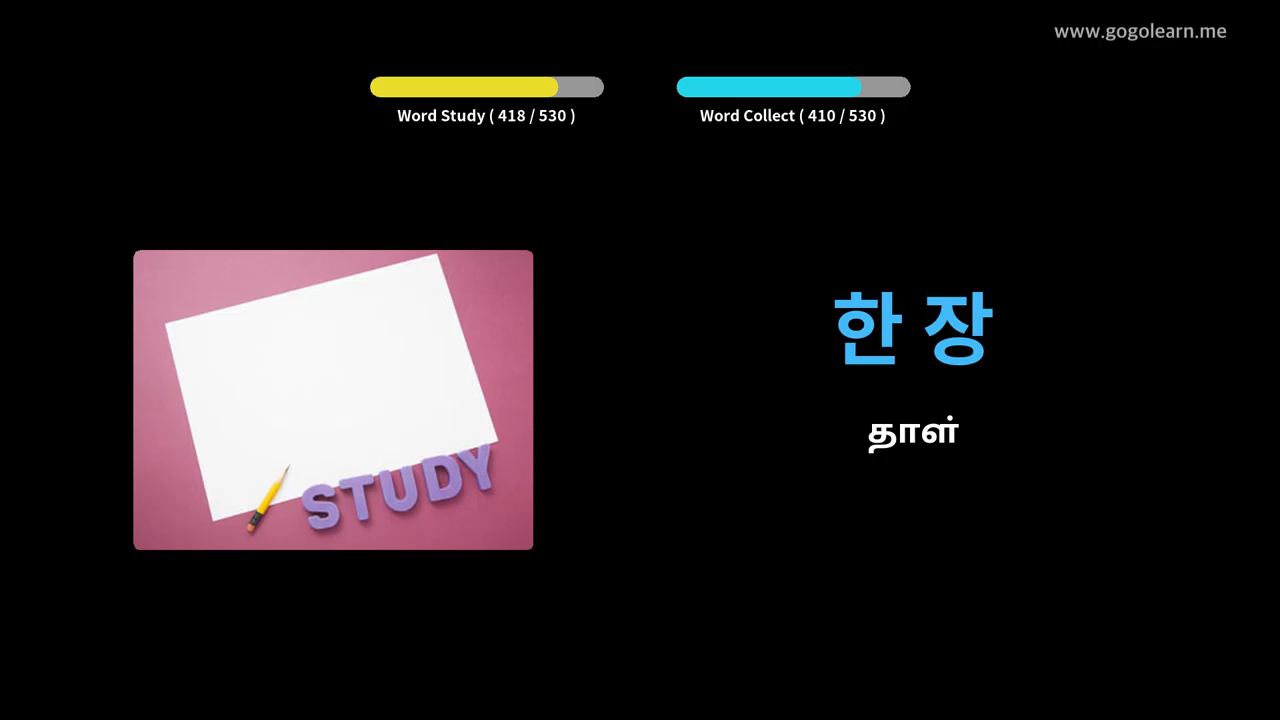 www.gogolearn.me
Word Study ( 418 / 530 )
Word Collect ( 410 / 530 )
한 장
தாள்
STUDY